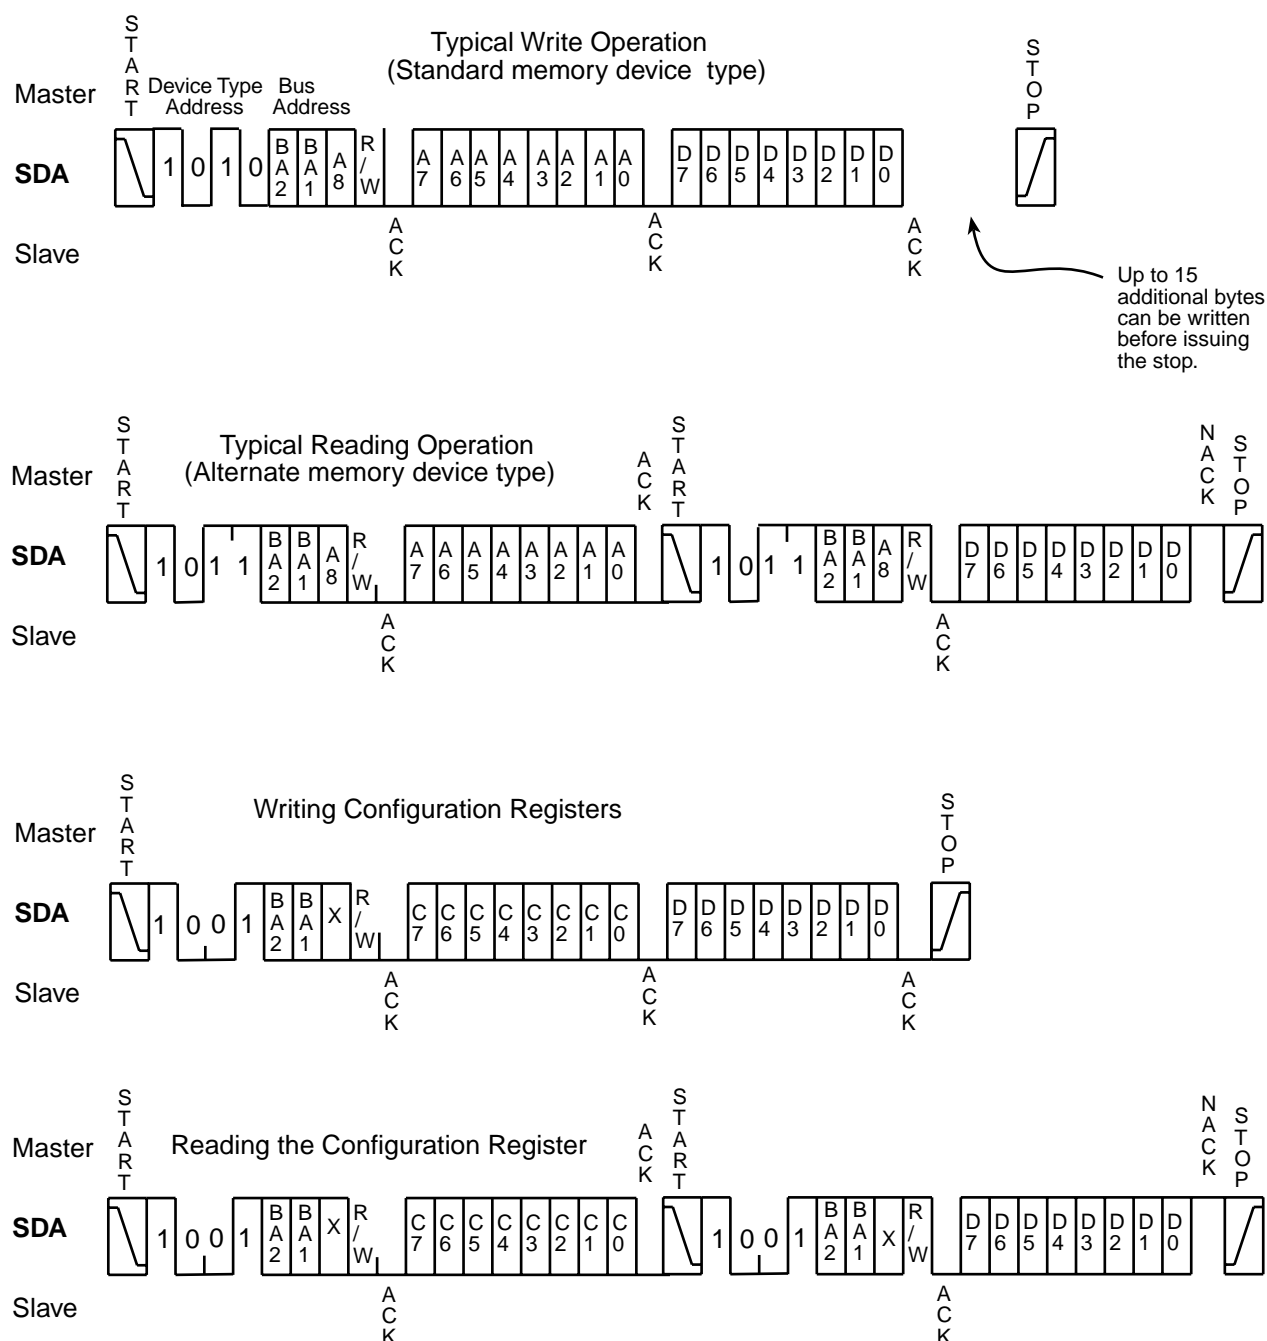 Typical Write Operation
(Standard memory device type)
START
STOP
Master
Device Type Address
Bus Address
SDA
1 0 1 0 BA2 BA1 A8 R/W A7 A6 A5 A4 A3 A2 A1 A0 D7 D6 D5 D4 D3 D2 D1 D0
Slave
ACK ACK ACK
Up to 15
additional bytes
can be written
before issuing
the stop.
Typical Reading Operation
(Alternate memory device type)
START ACK START NACK STOP
Master
SDA
1 0 1 1 BA2 BA1 A8 R/W A7 A6 A5 A4 A3 A2 A1 A0 1 0 1 1 BA2 BA1 A8 R/W D7 D6 D5 D4 D3 D2 D1 D0
Slave
ACK ACK
Writing Configuration Registers
START STOP
Master
SDA
1 0 0 1 BA2 BA1 X R/W C7 C6 C5 C4 C3 C2 C1 C0 D7 D6 D5 D4 D3 D2 D1 D0
Slave
ACK ACK ACK
Reading the Configuration Register
START ACK START NACK STOP
Master
SDA
1 0 0 1 BA2 BA1 X R/W C7 C6 C5 C4 C3 C2 C1 C0 1 0 0 1 BA2 BA1 X R/W D7 D6 D5 D4 D3 D2 D1 D0
Slave
ACK ACK